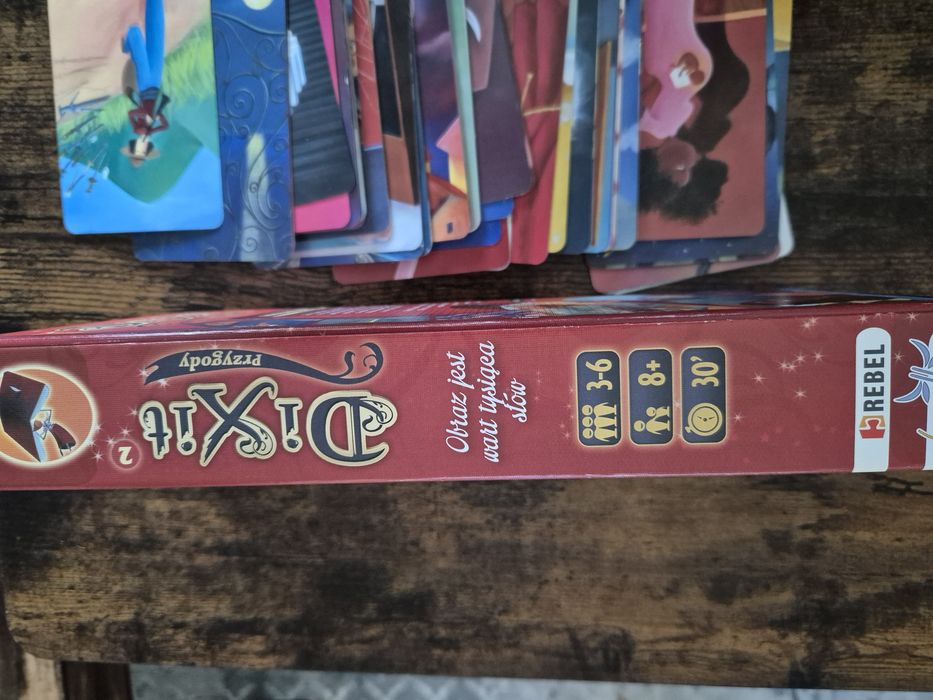 DiXit
2
Przygody
Obraz jest
wart tysiąca
słów
3-6
8+
30'
REBEL